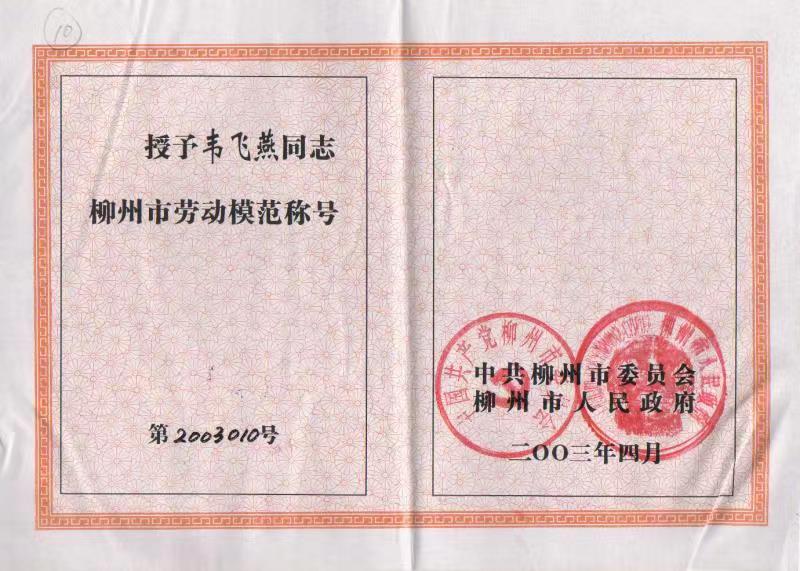 10
授予韦飞燕同志
柳州市劳动模范称号
第2003010号
中共柳州市委员会
柳州市人民政府
二〇〇三年四月